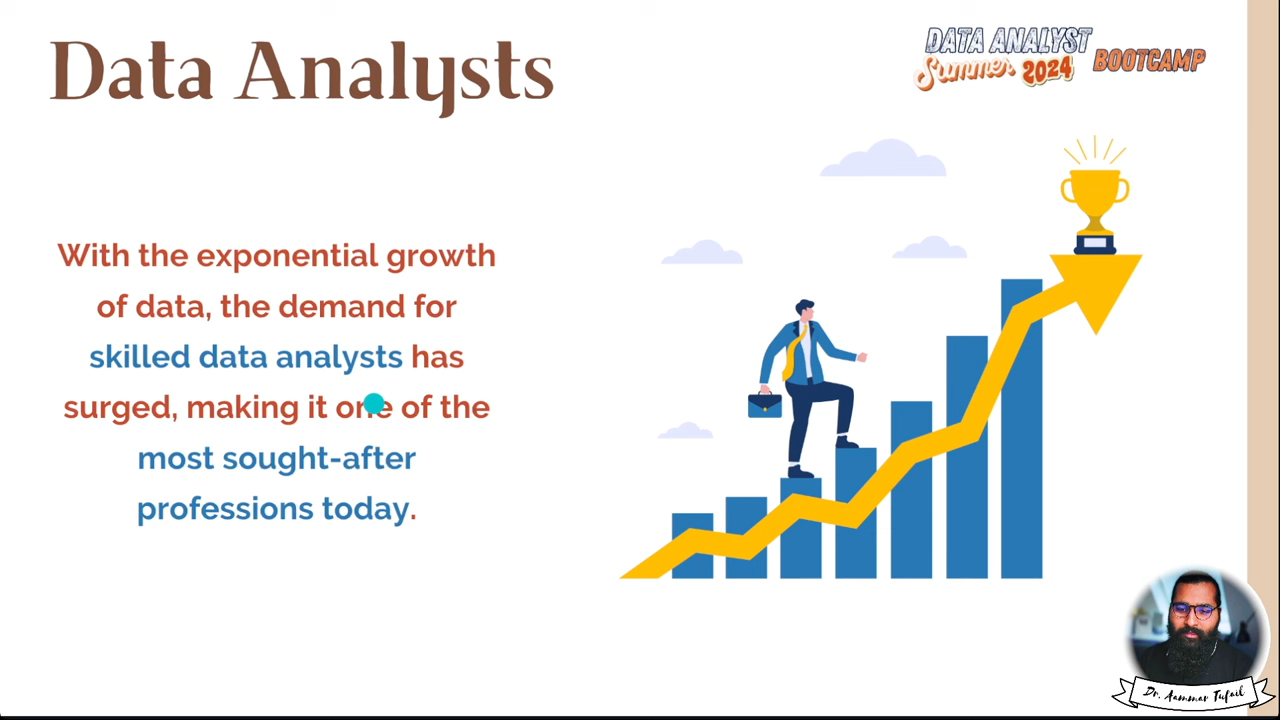 Data Analysts
DATA ANALYST
Summer 2024
BOOTCAMP
With the exponential growth
of data, the demand for
skilled data analysts has
surged, making it one of the
most sought-after
professions today.
Dr. Aammar Tufail